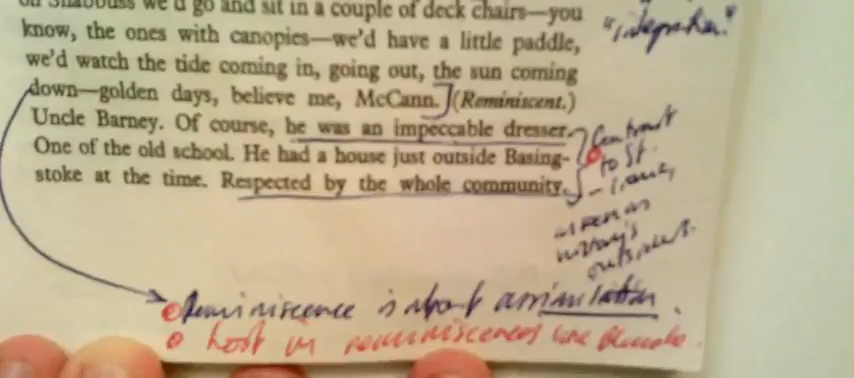 on Shabbuss we'd go and sit in a couple of deck chairs—you
know, the ones with canopies—we'd have a little paddle,
we'd watch the tide coming in, going out, the sun coming
down—golden days, believe me, McCann. (Reminiscent.)
Uncle Barney. Of course, he was an impeccable dresser.
One of the old school. He had a house just outside Basing-
stoke at the time. Respected by the whole community.
Contrast
to St
outsiders.
Reminiscence is about assimilation.
in reminiscences are